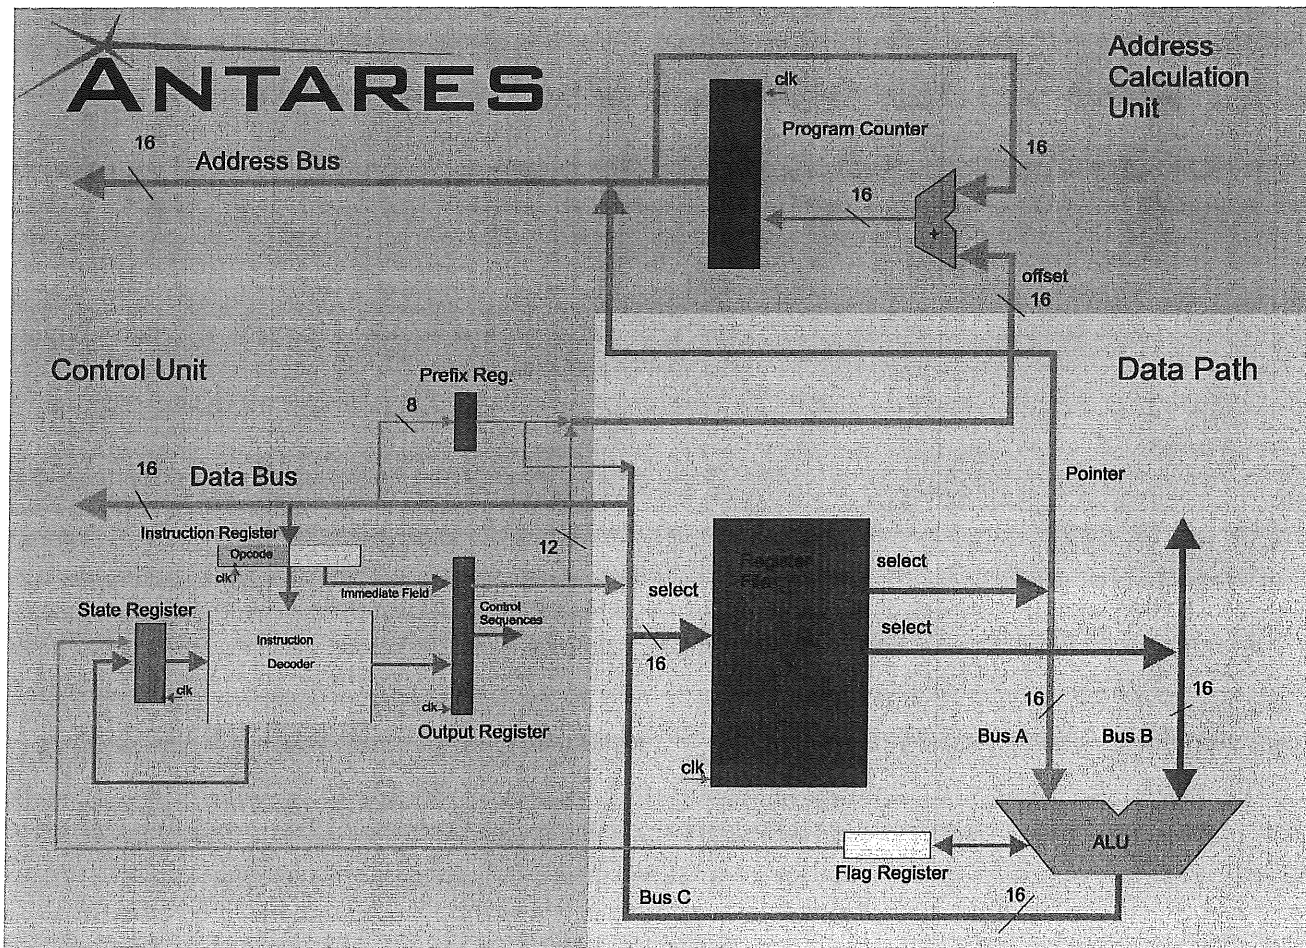 ANTARES
Address
Calculation
Unit
clk
Program Counter
16
Address Bus
16
16
+
offset
16
Control Unit
Prefix Reg.
8
Data Path
16
Data Bus
Pointer
Instruction Register
Opcode
clk
12
Immediate Field
select
Register
File
select
State Register
Control
Sequences
select
Instruction
Decoder
16
clk
clk
Output Register
16
16
Bus A
Bus B
clk
ALU
Flag Register
Bus C
16